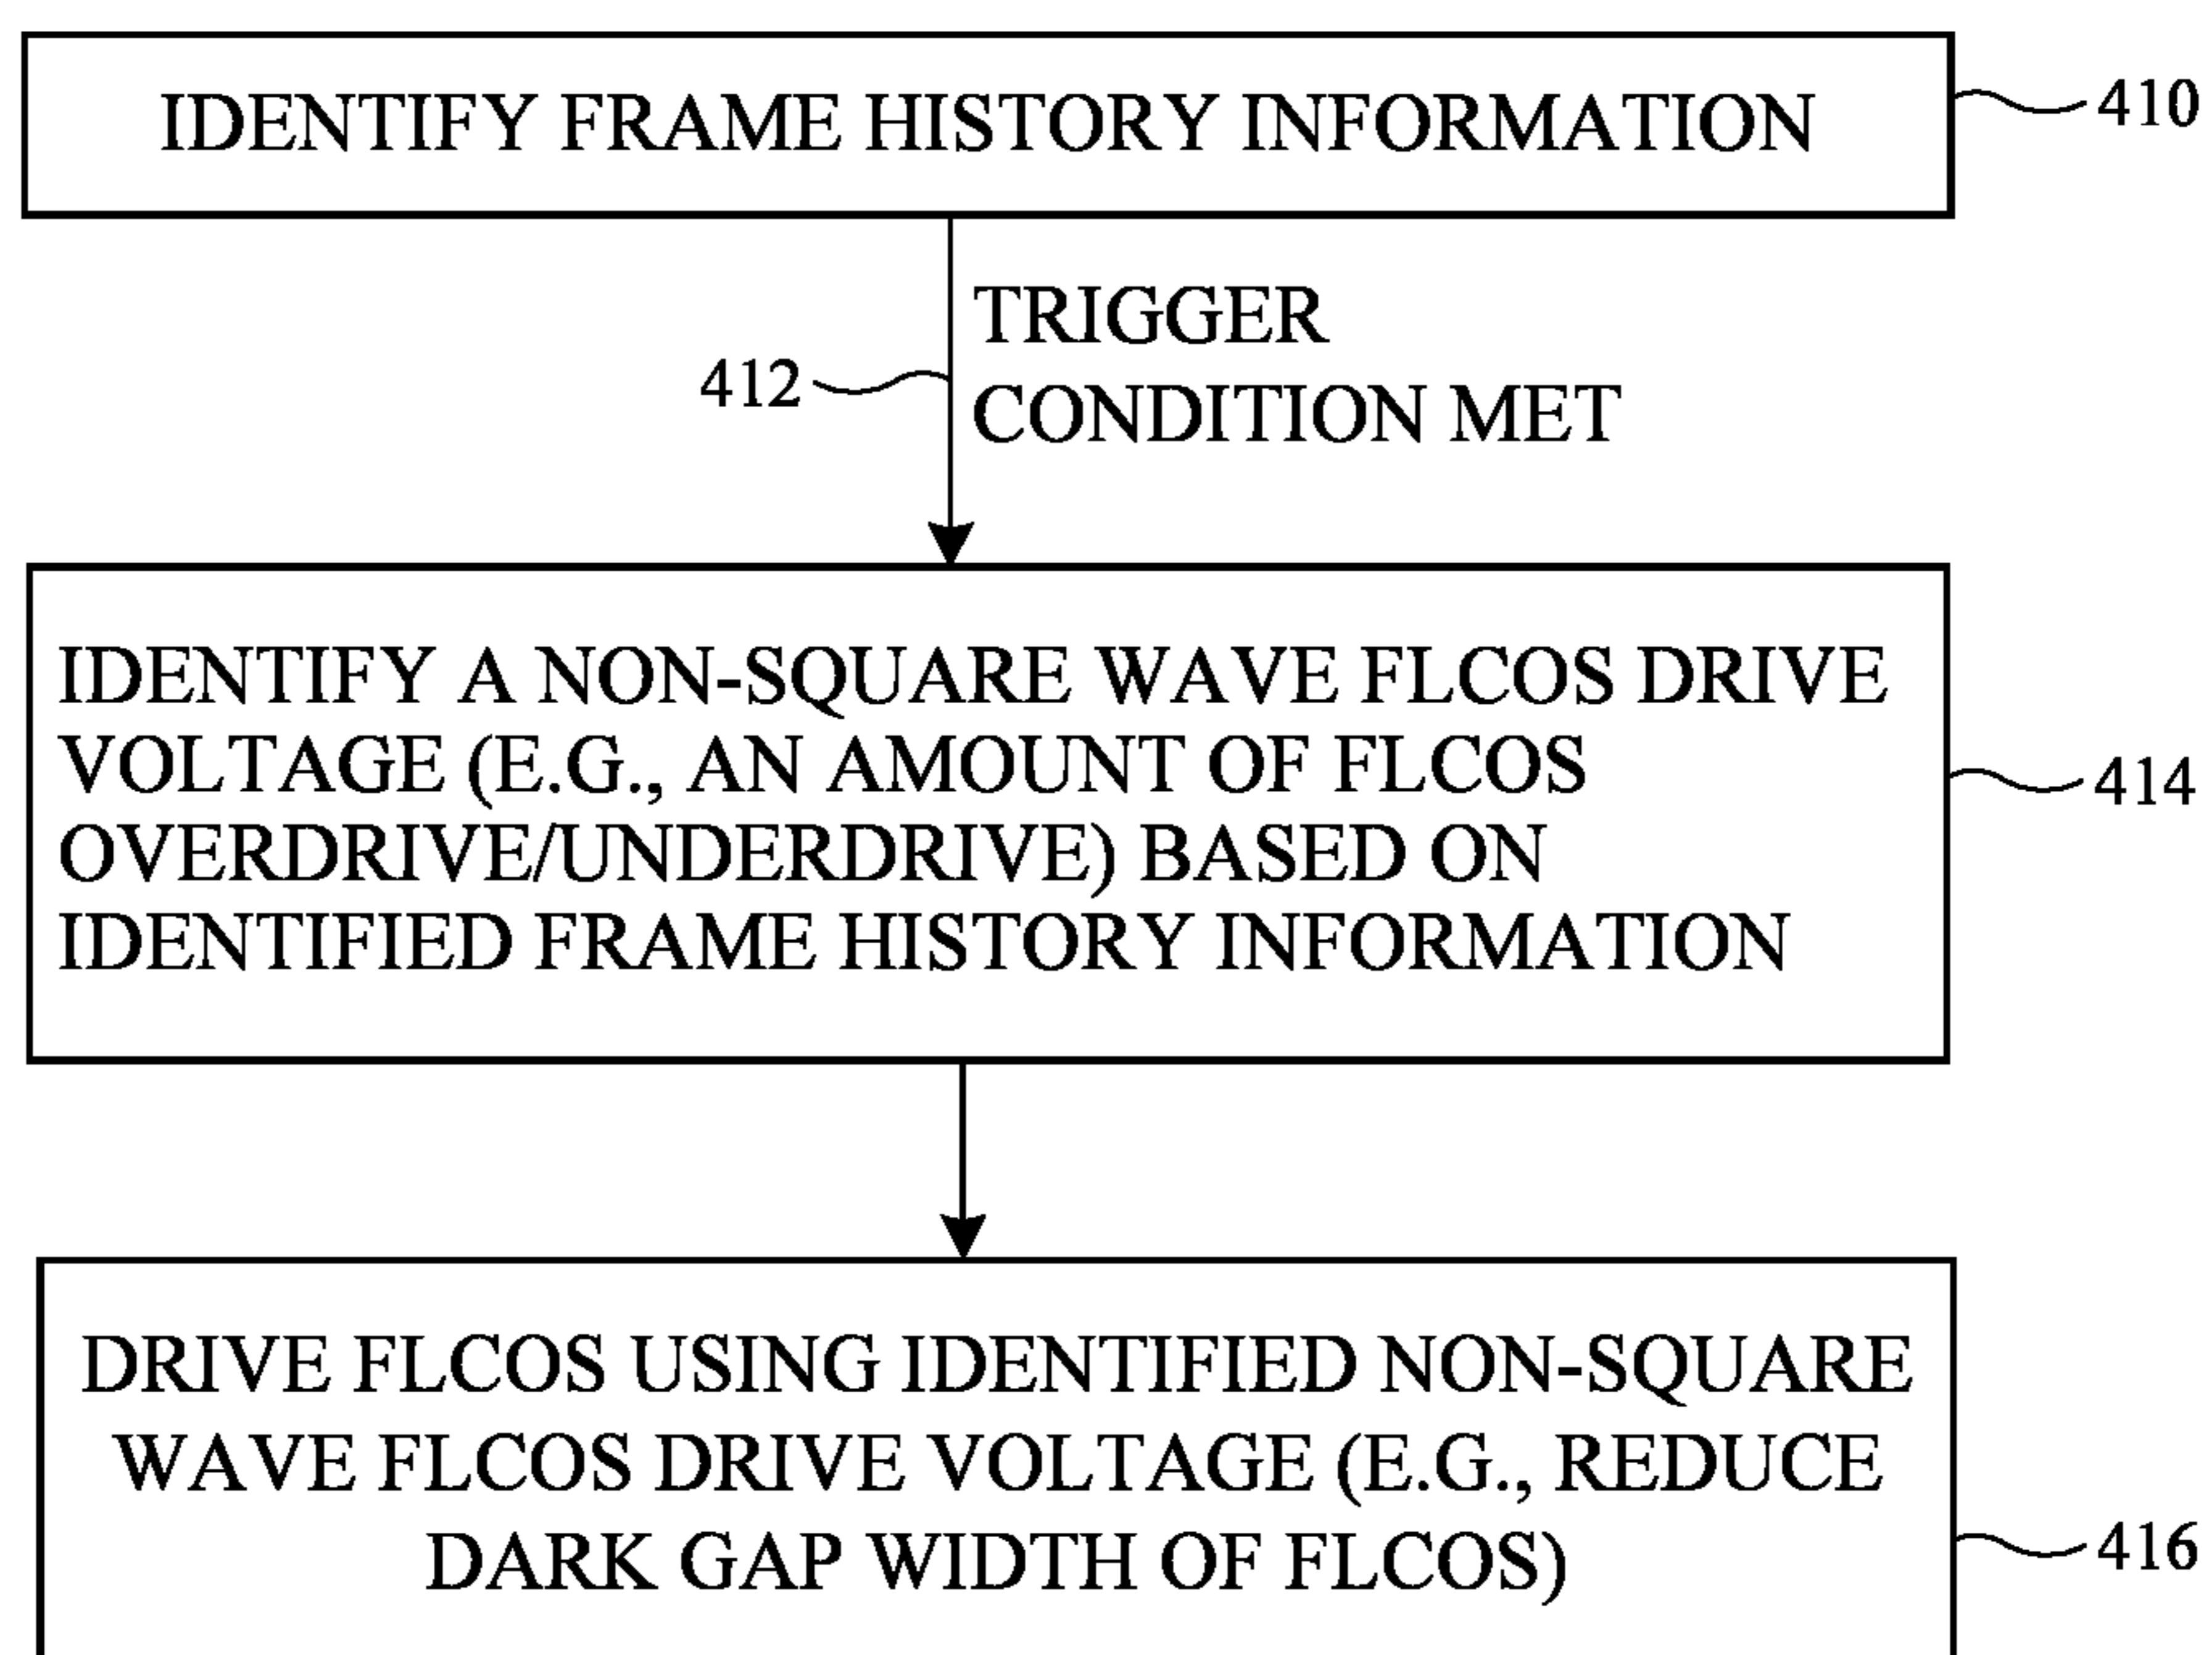 IDENTIFY FRAME HISTORY INFORMATION
410
TRIGGER
CONDITION MET
412
IDENTIFY A NON-SQUARE WAVE FLCOS DRIVE
VOLTAGE (E.G., AN AMOUNT OF FLCOS
OVERDRIVE/UNDERDRIVE) BASED ON
IDENTIFIED FRAME HISTORY INFORMATION
414
DRIVE FLCOS USING IDENTIFIED NON-SQUARE
WAVE FLCOS DRIVE VOLTAGE (E.G., REDUCE
DARK GAP WIDTH OF FLCOS)
416